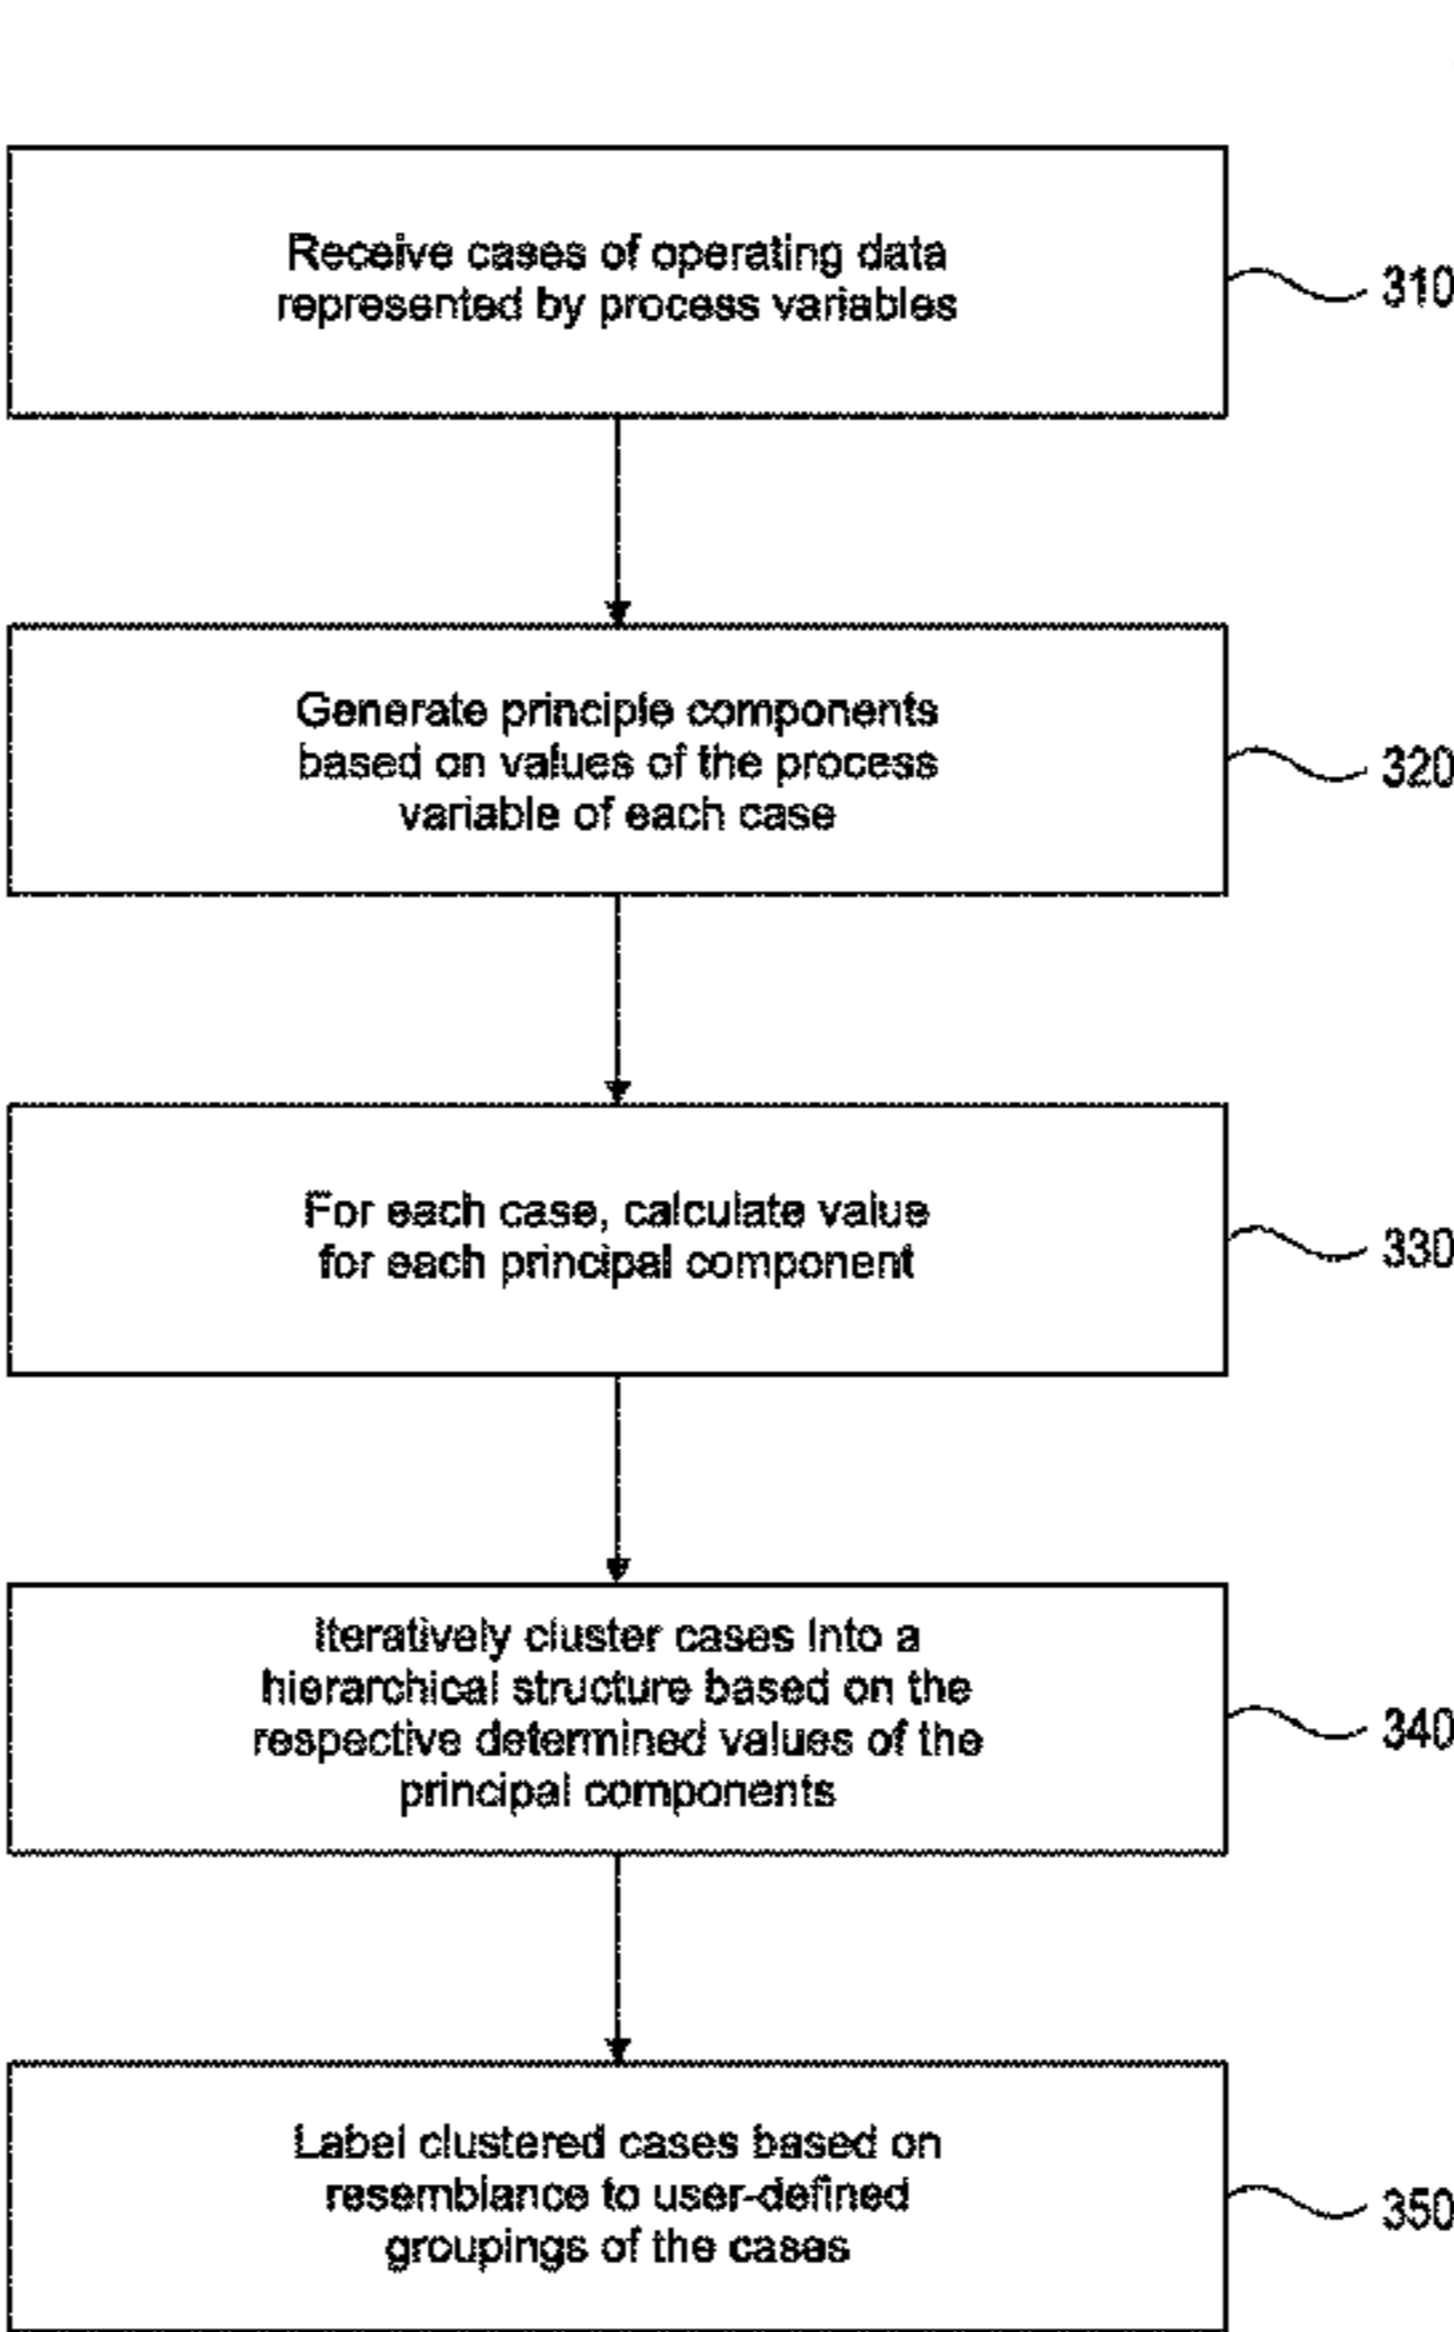 Receive cases of operating data
represented by process variables
310
Generate principle components
based on values of the process
variable of each case
320
For each case, calculate value
for each principal component
330
Iteratively cluster cases into a
hierarchical structure based on the
respective determined values of the
principal components
340
Label clustered cases based on
resemblance to user-defined
groupings of the cases
350